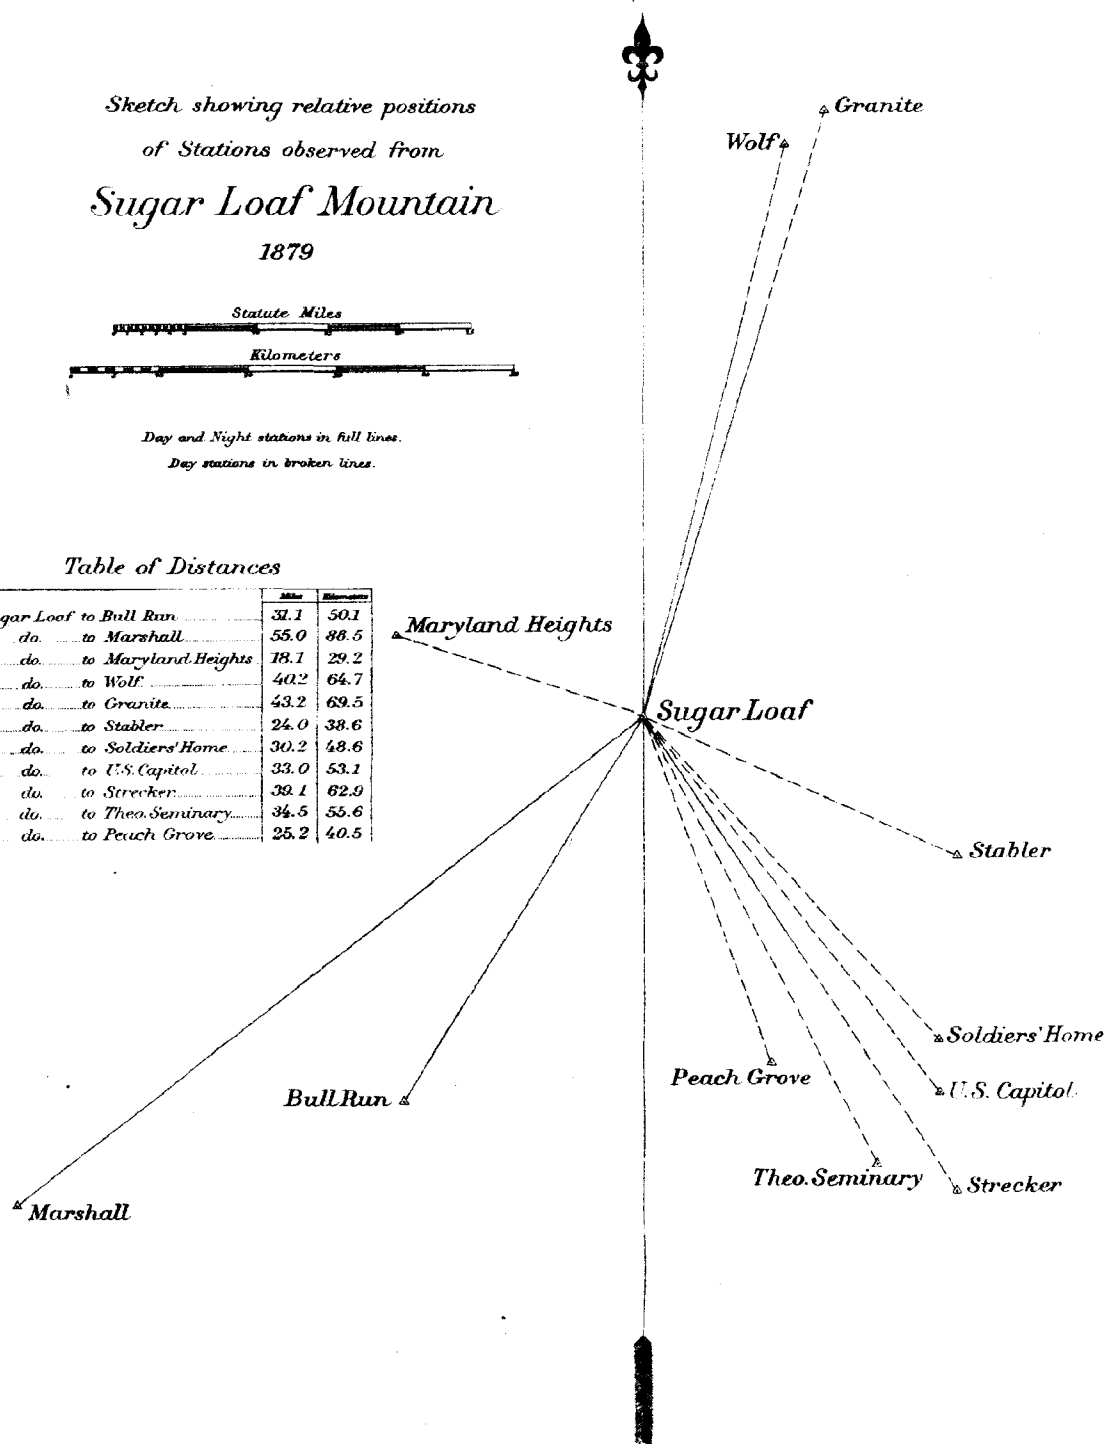 Sketch showing relative positions
of Stations observed from
Sugar Loaf Mountain
1879
Statute Miles
Kilometers
Day and Night stations in full lines.
Day stations in broken lines.
Table of Distances
Miles Kilometers
gar Loaf to Bull Run 31.1 50.1
do. to Marshall 55.0 88.5
do. to Maryland Heights 18.1 29.2
do. to Wolf 40.2 64.7
do. to Granite 43.2 69.5
do. to Stabler 24.0 38.6
do. to Soldiers' Home 30.2 48.6
do. to U.S. Capitol 33.0 53.1
do. to Strecker 39.1 62.9
do. to Theo. Seminary 34.5 55.6
do. to Peach Grove 25.2 40.5
Granite
Wolf
Maryland Heights
Sugar Loaf
Stabler
Soldiers' Home
Peach Grove
U.S. Capitol
Bull Run
Theo. Seminary
Strecker
Marshall